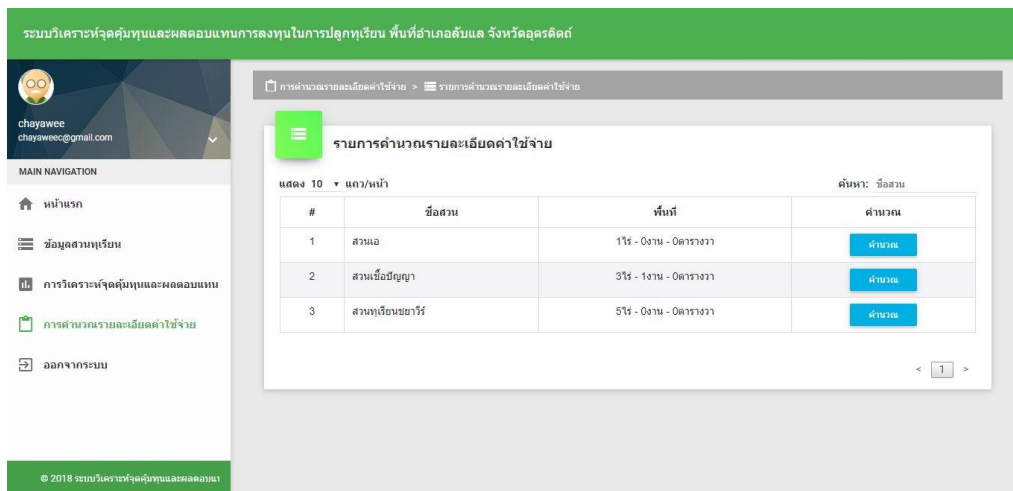 ระบบวิเคราะห์จุดคุ้มทุนและผลตอบแทนการลงทุนในการปลูกทุเรียน พื้นที่อำเภอลับแล จังหวัดอุตรดิตถ์
chayawee
chayaweec@gmail.com
MAIN NAVIGATION
หน้าแรก
ข้อมูลสวนทุเรียน
การวิเคราะห์จุดคุ้มทุนและผลตอบแทน
การคำนวณรายละเอียดค่าใช้จ่าย
ออกจากระบบ
© 2018 ระบบวิเคราะห์จุดคุ้มทุนและผลตอบแท
การคำนวณรายละเอียดค่าใช้จ่าย > รายการคำนวณรายละเอียดค่าใช้จ่าย
รายการคำนวณรายละเอียดค่าใช้จ่าย
แสดง 10 แถว/หน้า ค้นหา: ชื่อสวน
# ชื่อสวน พื้นที่ คำนวณ
1 สวนเอ 1ไร่ - 0งาน - 0ตารางวา คำนวณ
2 สวนเชื้อปัญญา 3ไร่ - 1งาน - 0ตารางวา คำนวณ
3 สวนทุเรียนชยาวีร์ 5ไร่ - 0งาน - 0ตารางวา คำนวณ
< 1 >